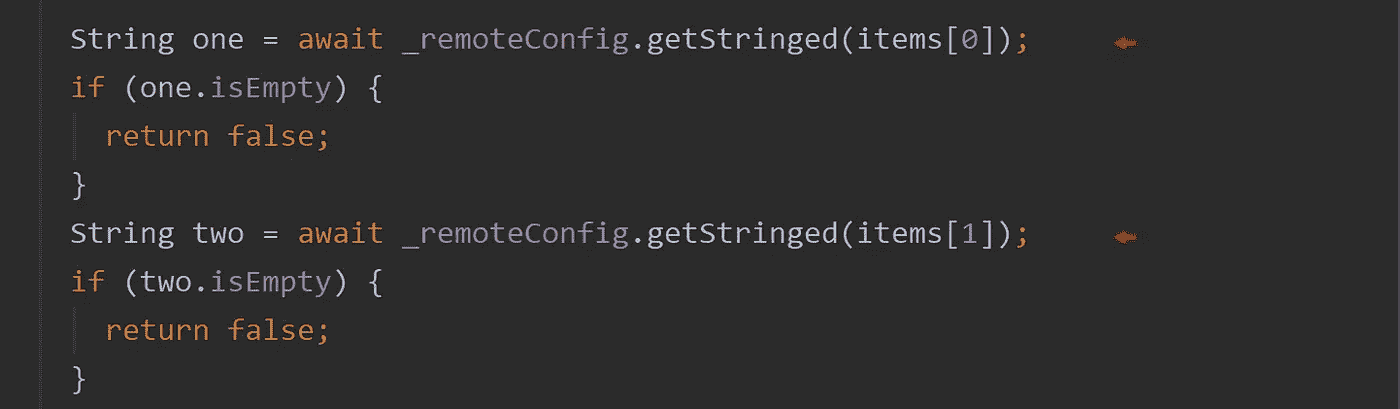 String one = await _remoteConfig.getStringed(items[0]);
if (one.isEmpty) {
return false;
}
String two = await _remoteConfig.getStringed(items[1]);
if (two.isEmpty) {
return false;
}